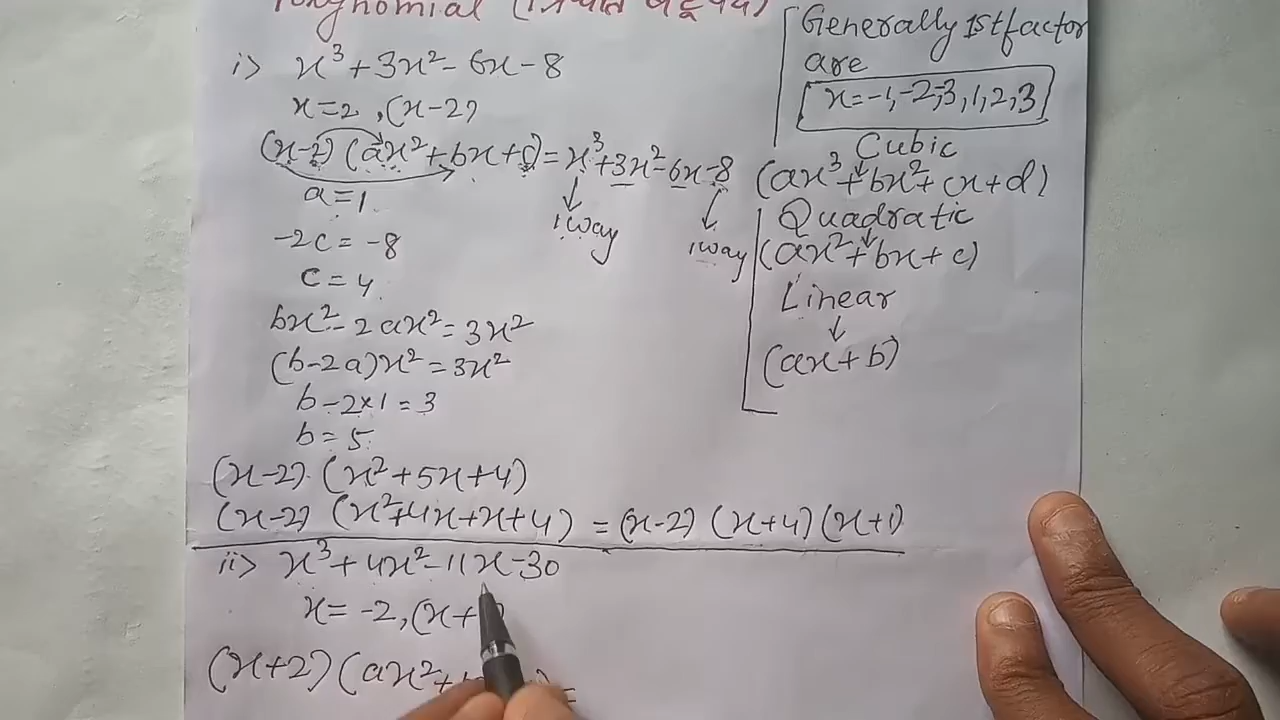 Polynomial (
i> x³+3x²-6x-8
x=2, (x-2)
(x-2) (ax²+bx+c)=x³+3x²-6x-8
1way
1way
a=1
-2c=-8
c=4
bx²-2ax²=3x²
(b-2a)x²=3x²
b-2×1=3
b=5
(x-2) (x²+5x+4)
(x-2) (x²+4x+x+4) = (x-2) (x+4) (x+1)
ii> x³+4x²-11x-30
x=-2, (x+
(x+2) (ax²+
Generally 1st factor
are
x=-1,-2,-3,1,2,3
Cubic
(ax³+bx²+cx+d)
Quadratic
(ax²+bx+c)
Linear
(ax+b)